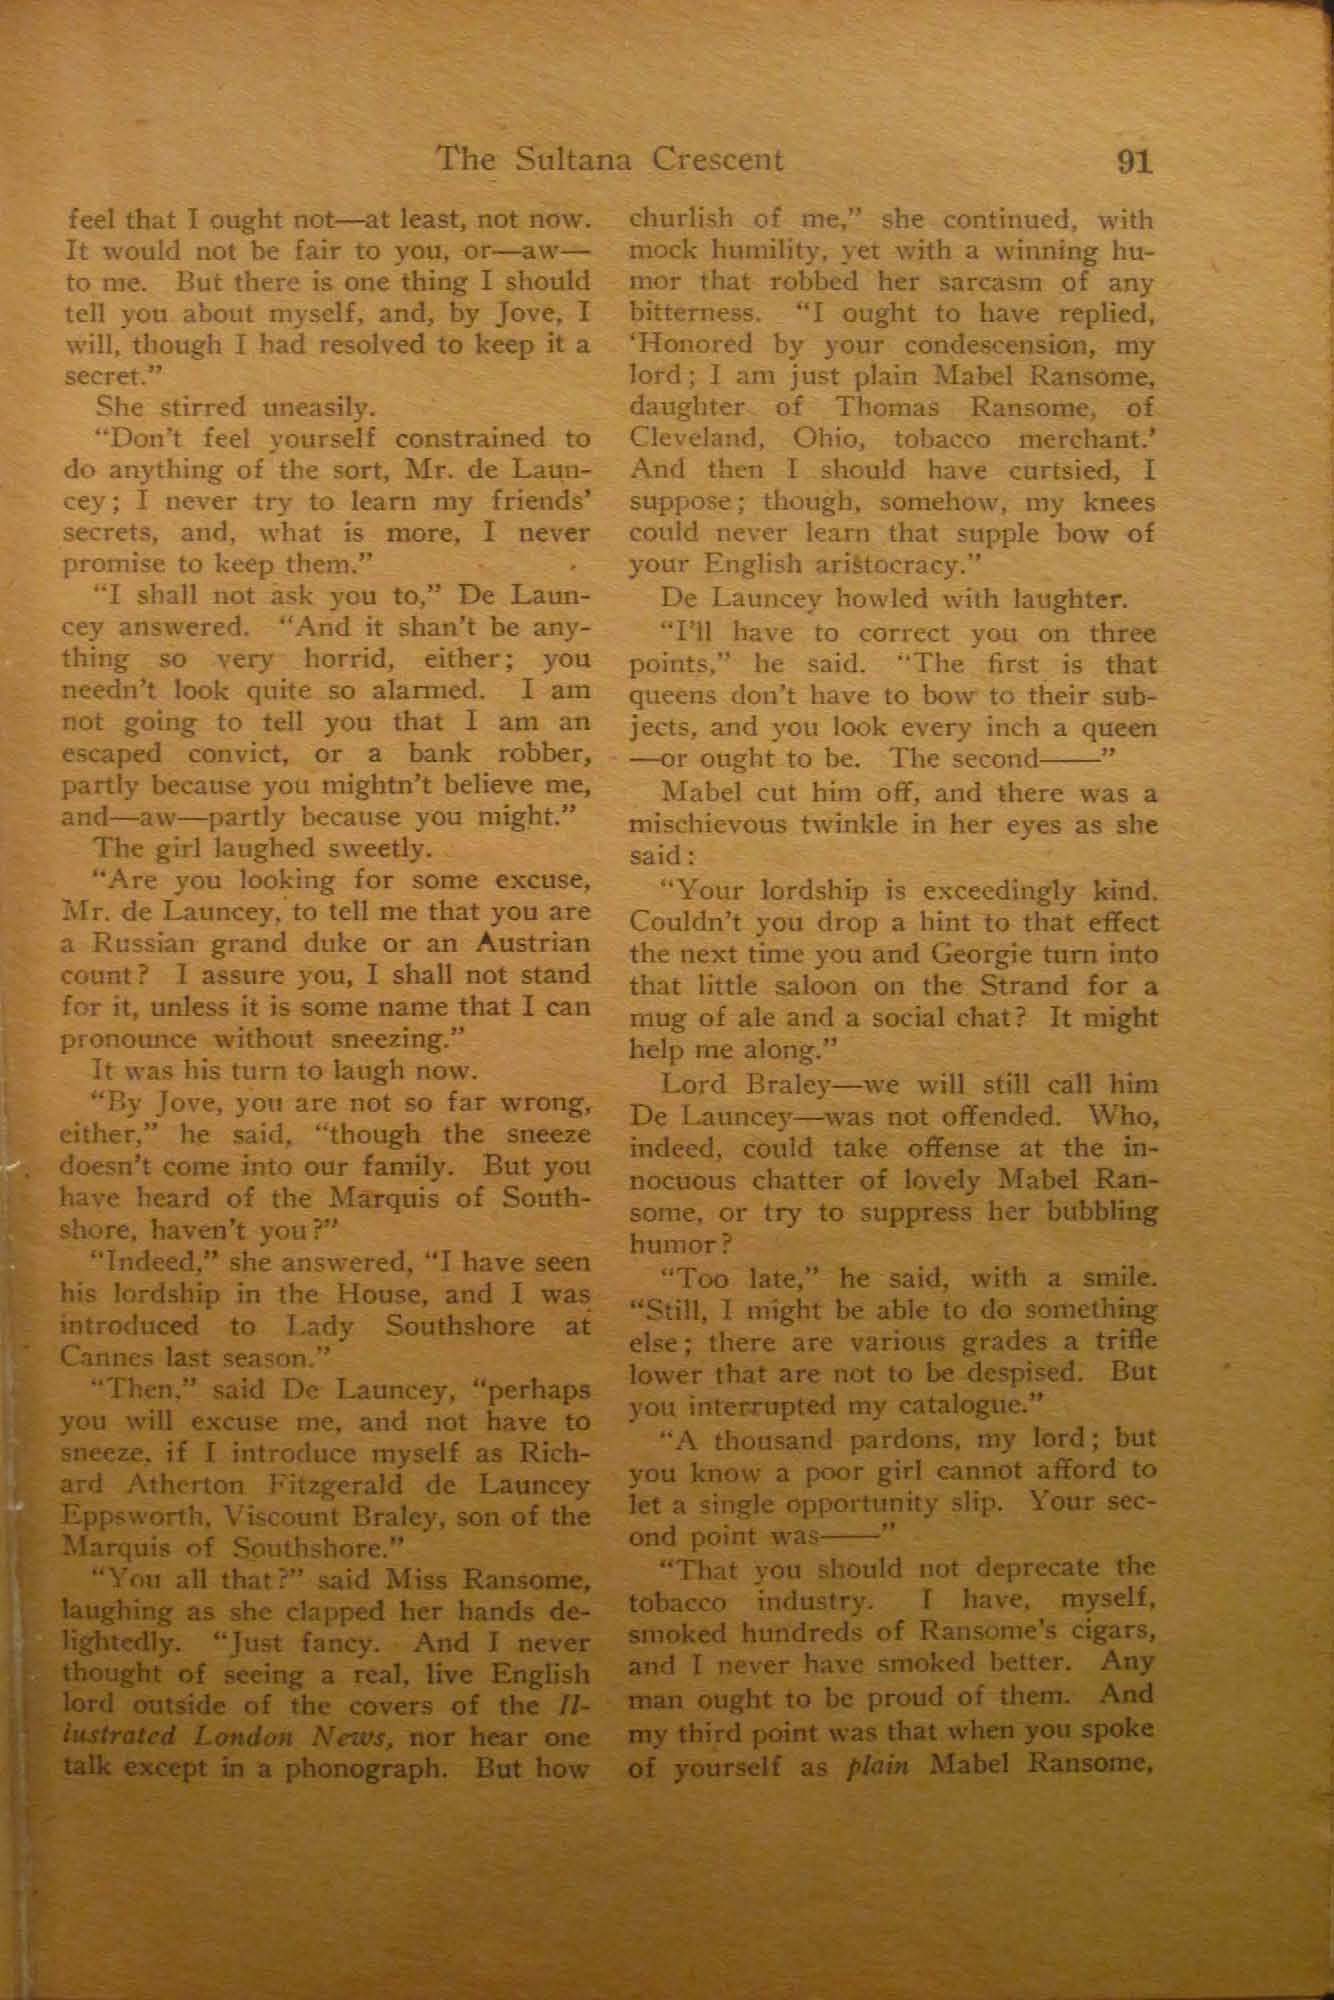 The Sultana Crescent 91
feel that I ought not—at least, not now.
It would not be fair to you, or—aw—
to me. But there is one thing I should
tell you about myself, and, by Jove, I
will, though I had resolved to keep it a
secret.”
She stirred uneasily.
“Don’t feel yourself constrained to
do anything of the sort, Mr. de Laun-
cey; I never try to learn my friends’
secrets, and, what is more, I never
promise to keep them.”
“I shall not ask you to,” De Laun-
cey answered. “And it shan’t be any-
thing so very horrid, either; you
needn’t look quite so alarmed. I am
not going to tell you that I am an
escaped convict, or a bank robber,
partly because you mightn’t believe me,
and—aw—partly because you might.”
The girl laughed sweetly.
“Are you looking for some excuse,
Mr. de Launcey, to tell me that you are
a Russian grand duke or an Austrian
count? I assure you, I shall not stand
for it, unless it is some name that I can
pronounce without sneezing.”
It was his turn to laugh now.
“By Jove, you are not so far wrong,
either,” he said, “though the sneeze
doesn’t come into our family. But you
have heard of the Marquis of South-
shore, haven’t you?”
“Indeed,” she answered, “I have seen
his lordship in the House, and I was
introduced to Lady Southshore at
Cannes last season.”
“Then,” said De Launcey, “perhaps
you will excuse me, and not have to
sneeze, if I introduce myself as Rich-
ard Atherton Fitzgerald de Launcey
Eppsworth, Viscount Braley, son of the
Marquis of Southshore.”
“You all that?” said Miss Ransome,
laughing as she clapped her hands de-
lightedly. “Just fancy. And I never
thought of seeing a real, live English
lord outside of the covers of the Il-
lustrated London News, nor hear one
talk except in a phonograph. But how
churlish of me,” she continued, with
mock humility, yet with a winning hu-
mor that robbed her sarcasm of any
bitterness. “I ought to have replied,
‘Honored by your condescension, my
lord; I am just plain Mabel Ransome,
daughter of Thomas Ransome, of
Cleveland, Ohio, tobacco merchant.’
And then I should have curtsied, I
suppose; though, somehow, my knees
could never learn that supple bow of
your English aristocracy.”
De Launcey howled with laughter.
“I’ll have to correct you on three
points,” he said. “The first is that
queens don’t have to bow to their sub-
jects, and you look every inch a queen
—or ought to be. The second——”
Mabel cut him off, and there was a
mischievous twinkle in her eyes as she
said:
“Your lordship is exceedingly kind.
Couldn’t you drop a hint to that effect
the next time you and Georgie turn into
that little saloon on the Strand for a
mug of ale and a social chat? It might
help me along.”
Lord Braley—we will still call him
De Launcey—was not offended. Who,
indeed, could take offense at the in-
nocuous chatter of lovely Mabel Ran-
some, or try to suppress her bubbling
humor?
“Too late,” he said, with a smile.
“Still, I might be able to do something
else; there are various grades a trifle
lower that are not to be despised. But
you interrupted my catalogue.”
“A thousand pardons, my lord; but
you know a poor girl cannot afford to
let a single opportunity slip. Your sec-
ond point was——”
“That you should not deprecate the
tobacco industry. I have, myself,
smoked hundreds of Ransome’s cigars,
and I never have smoked better. Any
man ought to be proud of them. And
my third point was that when you spoke
of yourself as plain Mabel Ransome,